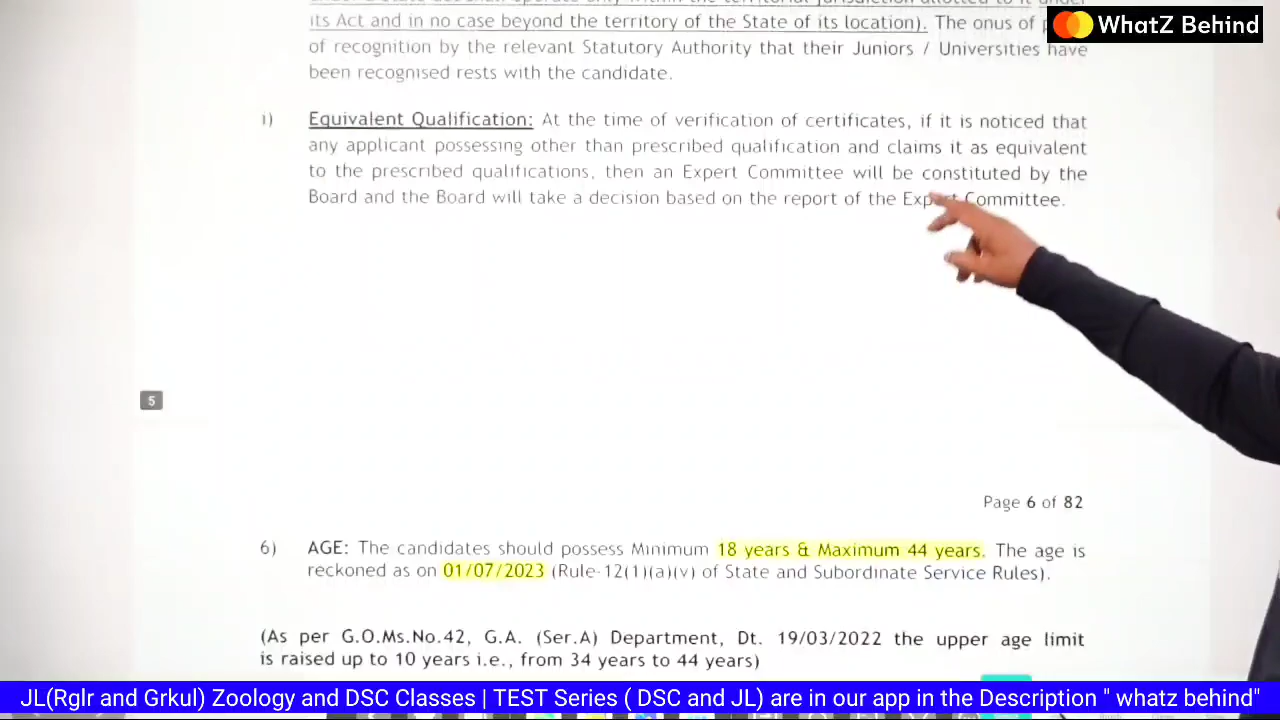 its Act and in no case beyond the territory of the State of its location). The onus of
WhatZ Behind
of recognition by the relevant Statutory Authority that their Juniors / Universities have
been recognised rests with the candidate.
i) Equivalent Qualification: At the time of verification of certificates, if it is noticed that
any applicant possessing other than prescribed qualification and claims it as equivalent
to the prescribed qualifications, then an Expert Committee will be constituted by the
Board and the Board will take a decision based on the report of the Expert Committee.
5
Page 6 of 82
6) AGE: The candidates should possess Minimum 18 years & Maximum 44 years. The age is
reckoned as on 01/07/2023 (Rule-12(1)(a)(v) of State and Subordinate Service Rules).
(As per G.O.Ms.No.42, G.A. (Ser.A) Department, Dt. 19/03/2022 the upper age limit
is raised up to 10 years i.e., from 34 years to 44 years)
JL(Rglr and Grkul) Zoology and DSC Classes | TEST Series ( DSC and JL) are in our app in the Description " whatz behind"